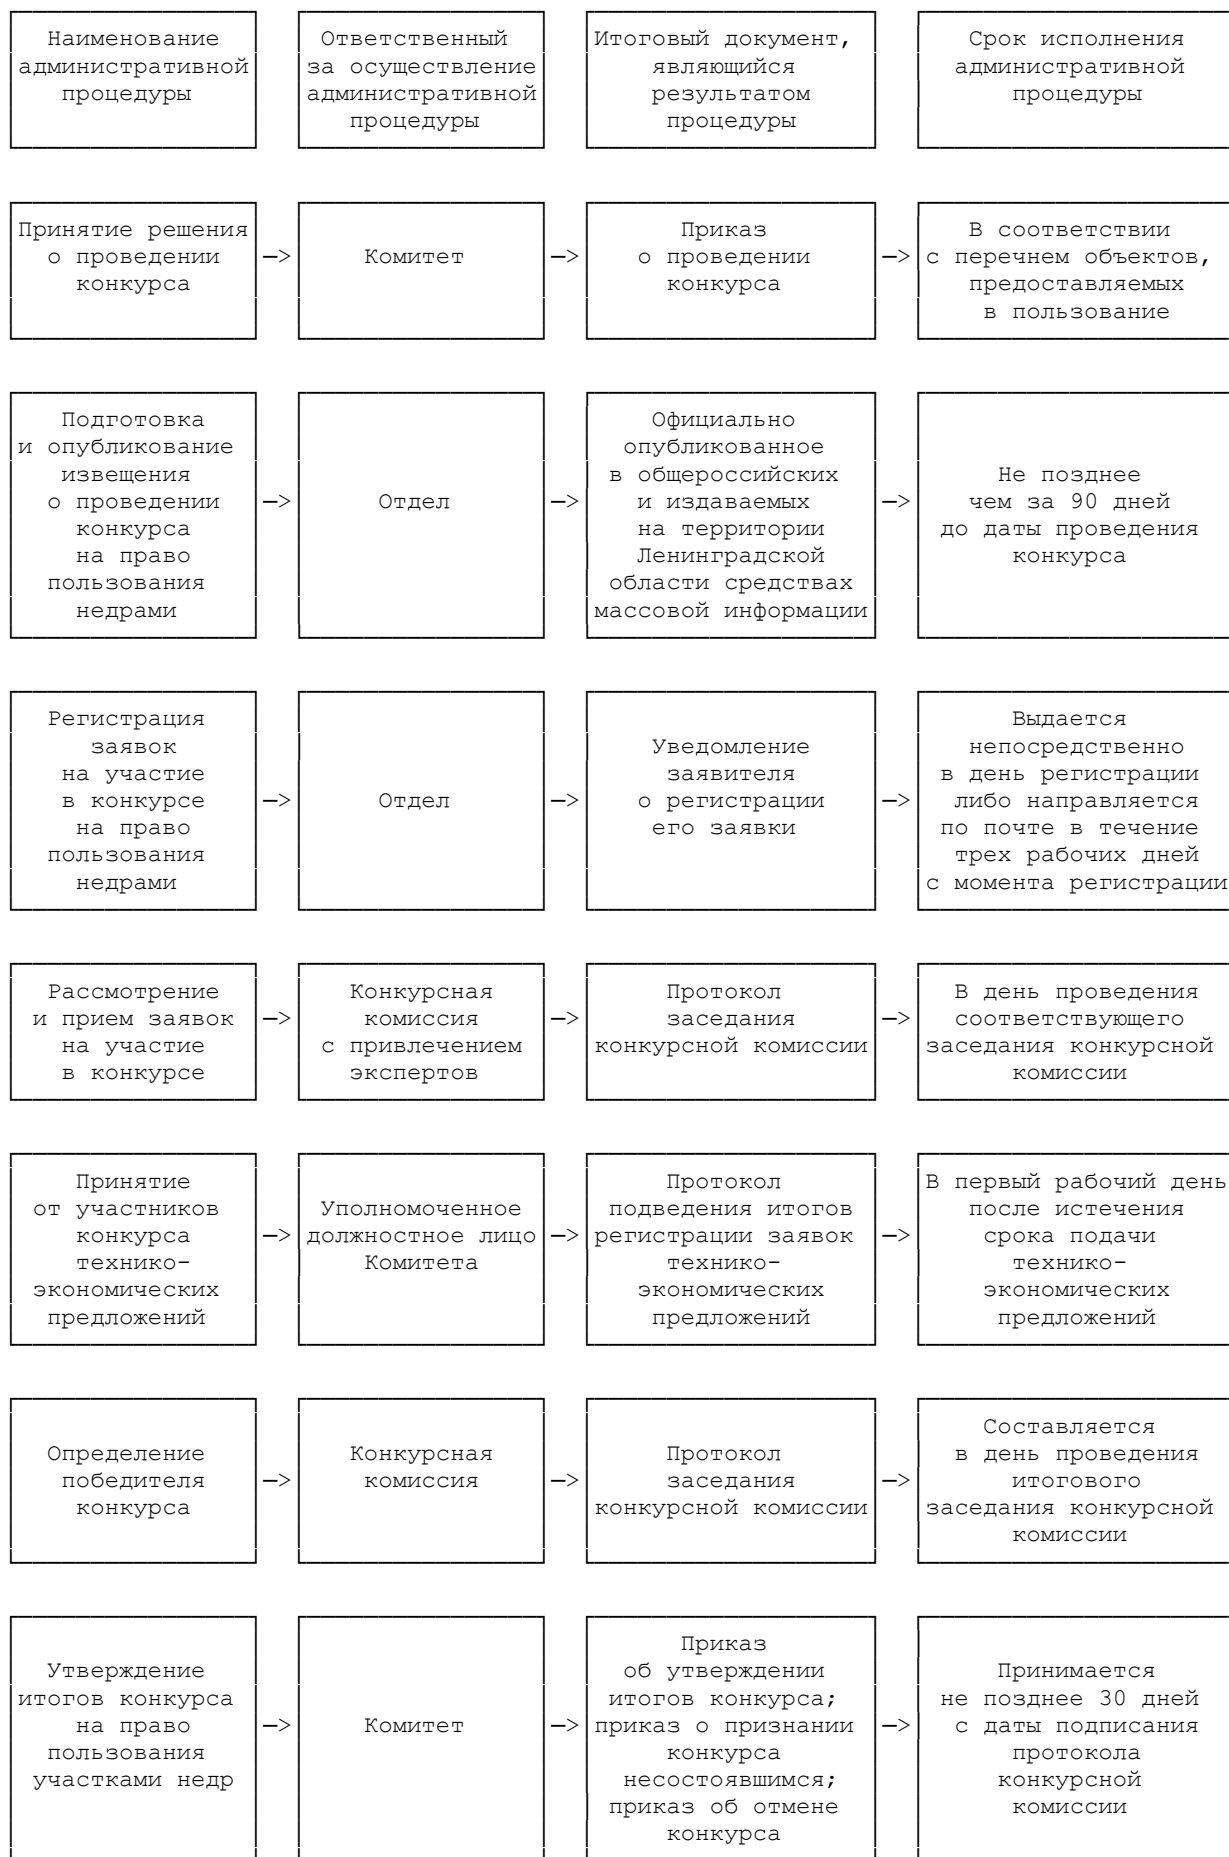 Наименование
административной
процедуры
Ответственный
за осуществление
административной
процедуры
Итоговый документ,
являющийся
результатом
процедуры
Срок исполнения
административной
процедуры
Принятие решения
о проведении
конкурса
—>
Комитет
—>
Приказ
о проведении
конкурса
—>
В соответствии
с перечнем объектов,
предоставляемых
в пользование
Подготовка
и опубликование
извещения
о проведении
конкурса
на право
пользования
недрами
—>
Отдел
—>
Официально
опубликованное
в общероссийских
и издаваемых
на территории
Ленинградской
области средствах
массовой информации
—>
Не позднее
чем за 90 дней
до даты проведения
конкурса
Регистрация
заявок
на участие
в конкурсе
на право
пользования
недрами
—>
Отдел
—>
Уведомление
заявителя
о регистрации
его заявки
—>
Выдается
непосредственно
в день регистрации
либо направляется
по почте в течение
трех рабочих дней
с момента регистрации
Рассмотрение
и прием заявок
на участие
в конкурсе
—>
Конкурсная
комиссия
с привлечением
экспертов
—>
Протокол
заседания
конкурсной комиссии
—>
В день проведения
соответствующего
заседания конкурсной
комиссии
Принятие
от участников
конкурса
технико-
экономических
предложений
—>
Уполномоченное
должностное лицо
Комитета
—>
Протокол
подведения итогов
регистрации заявок
технико-
экономических
предложений
—>
В первый рабочий день
после истечения
срока подачи
технико-
экономических
предложений
Определение
победителя
конкурса
—>
Конкурсная
комиссия
—>
Протокол
заседания
конкурсной комиссии
—>
Составляется
в день проведения
итогового
заседания конкурсной
комиссии
Утверждение
итогов конкурса
на право
пользования
участками недр
—>
Комитет
—>
Приказ
об утверждении
итогов конкурса;
приказ о признании
конкурса
несостоявшимся;
приказ об отмене
конкурса
—>
Принимается
не позднее 30 дней
с даты подписания
протокола
конкурсной
комиссии